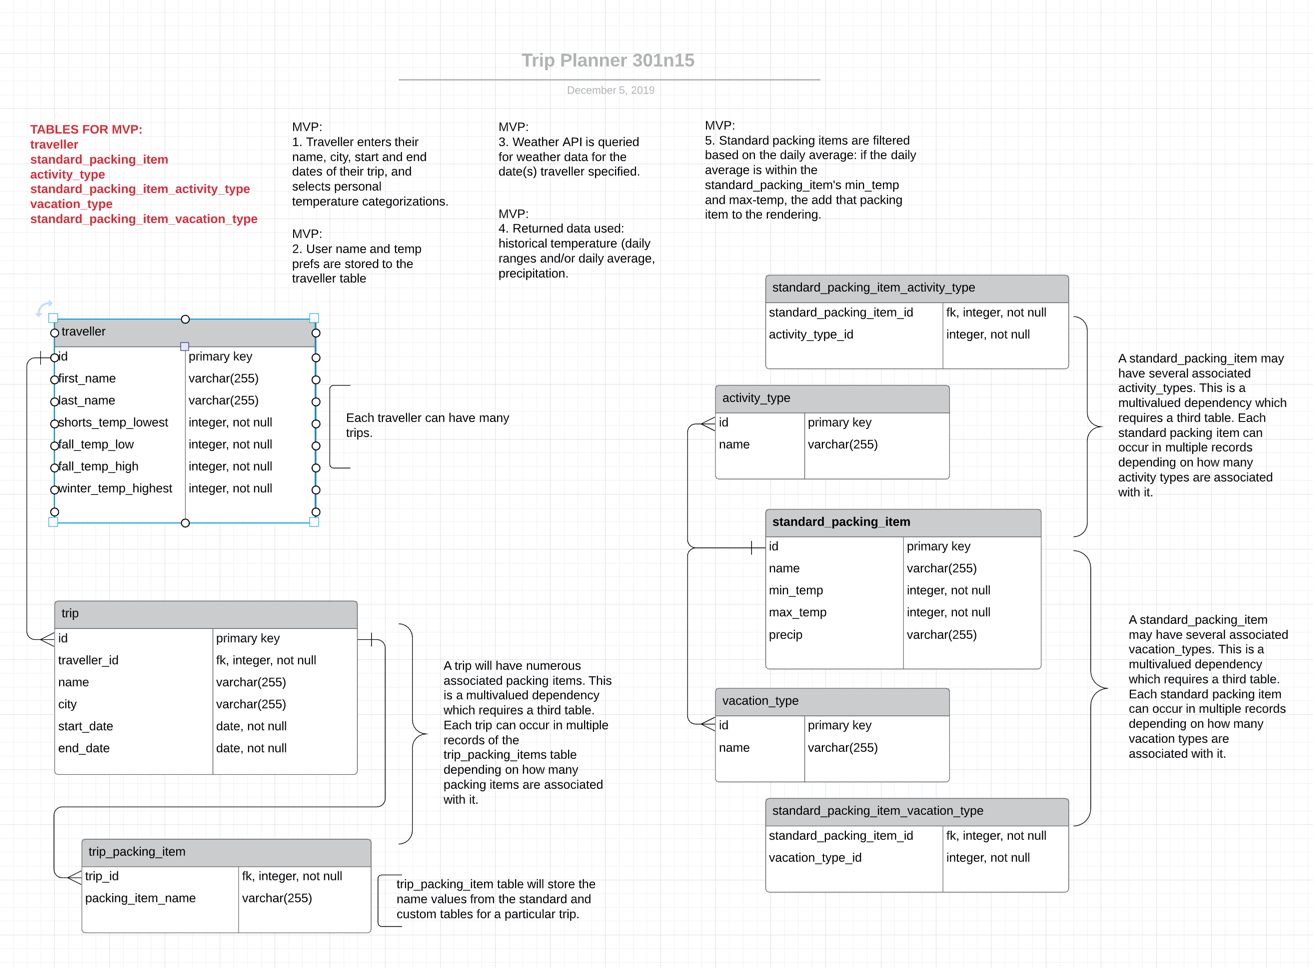 Trip Planner 301n15
December 5, 2019
TABLES FOR MVP:
traveller
standard_packing_item
activity_type
standard_packing_item_activity_type
vacation_type
standard_packing_item_vacation_type
MVP:
1. Traveller enters their
name, city, start and end
dates of their trip, and
selects personal
temperature categorizations.
MVP:
2. User name and temp
prefs are stored to the
traveller table
MVP:
3. Weather API is queried
for weather data for the
date(s) traveller specified.
MVP:
4. Returned data used:
historical temperature (daily
ranges and/or daily average,
precipitation.
MVP:
5. Standard packing items are filtered
based on the daily average: if the daily
average is within the
standard_packing_item's min_temp
and max-temp, the add that packing
item to the rendering.
traveller
id primary key
first_name varchar(255)
last_name varchar(255)
shorts_temp_lowest integer, not null
fall_temp_low integer, not null
fall_temp_high integer, not null
winter_temp_highest integer, not null
Each traveller can have many
trips.
trip
id primary key
traveller_id fk, integer, not null
name varchar(255)
city varchar(255)
start_date date, not null
end_date date, not null
A trip will have numerous
associated packing items. This
is a multivalued dependency
which requires a third table.
Each trip can occur in multiple
records of the
trip_packing_items table
depending on how many
packing items are associated
with it.
trip_packing_item
trip_id fk, integer, not null
packing_item_name varchar(255)
trip_packing_item table will store the
name values from the standard and
custom tables for a particular trip.
standard_packing_item_activity_type
standard_packing_item_id fk, integer, not null
activity_type_id integer, not null
activity_type
id primary key
name varchar(255)
A standard_packing_item may
have several associated
activity_types. This is a
multivalued dependency which
requires a third table. Each
standard packing item can
occur in multiple records
depending on how many
activity types are associated
with it.
standard_packing_item
id primary key
name varchar(255)
min_temp integer, not null
max_temp integer, not null
precip varchar(255)
vacation_type
id primary key
name varchar(255)
A standard_packing_item
may have several associated
vacation_types. This is a
multivalued dependency
which requires a third table.
Each standard packing item
can occur in multiple records
depending on how many
vacation types are
associated with it.
standard_packing_item_vacation_type
standard_packing_item_id fk, integer, not null
vacation_type_id integer, not null